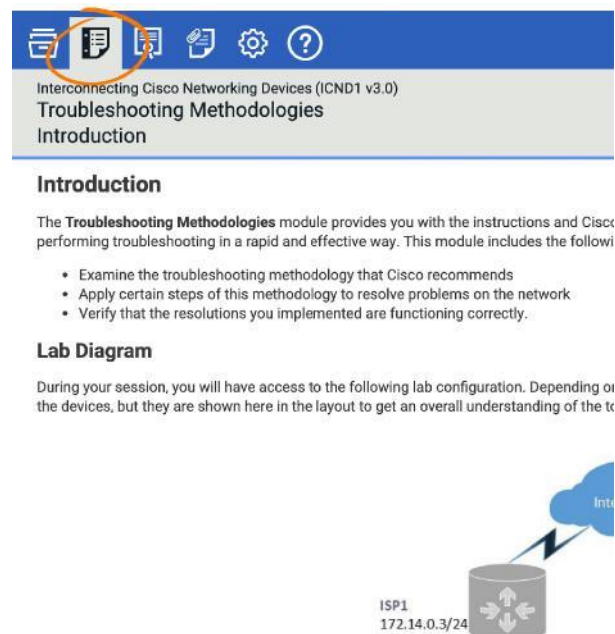 Interconnecting Cisco Networking Devices (ICND1 v3.0)
Troubleshooting Methodologies
Introduction
Introduction
The Troubleshooting Methodologies module provides you with the instructions and Cisco
performing troubleshooting in a rapid and effective way. This module includes the
• Examine the troubleshooting methodology that Cisco recommends
• Apply certain steps of this methodology to resolve problems on the network
• Verify that the resolutions you implemented are functioning correctly.
Lab Diagram
During your session, you will have access to the following lab configuration. Depending
the devices, but they are shown here in the layout to get an overall understanding of the
ISP1
172.14.0.3/24